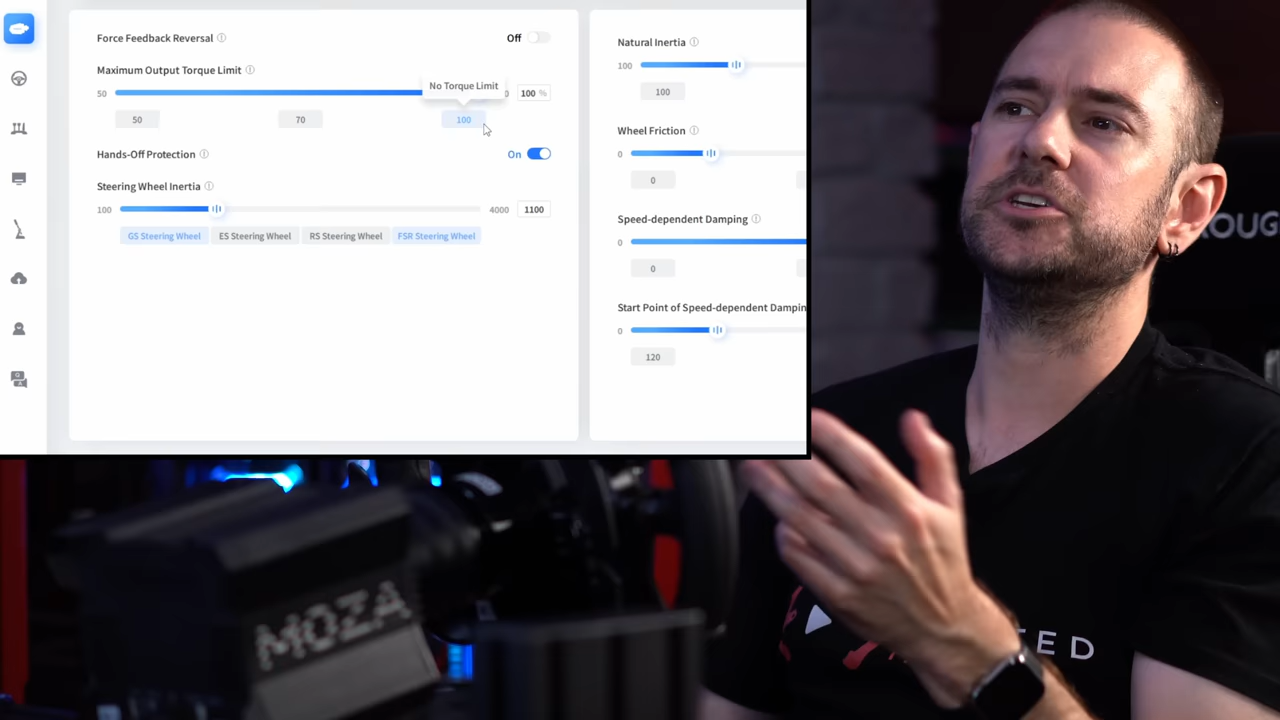 Force Feedback Reversal
Off
Maximum Output Torque Limit
50
No Torque Limit
100 %
50
70
100
Hands-Off Protection
On
Steering Wheel Inertia
100
4000
1100
GS Steering Wheel
ES Steering Wheel
RS Steering Wheel
FSR Steering Wheel
Natural Inertia
100
100
Wheel Friction
0
0
Speed-dependent Damping
0
0
Start Point of Speed-dependent Dampin
0
120
MOZA